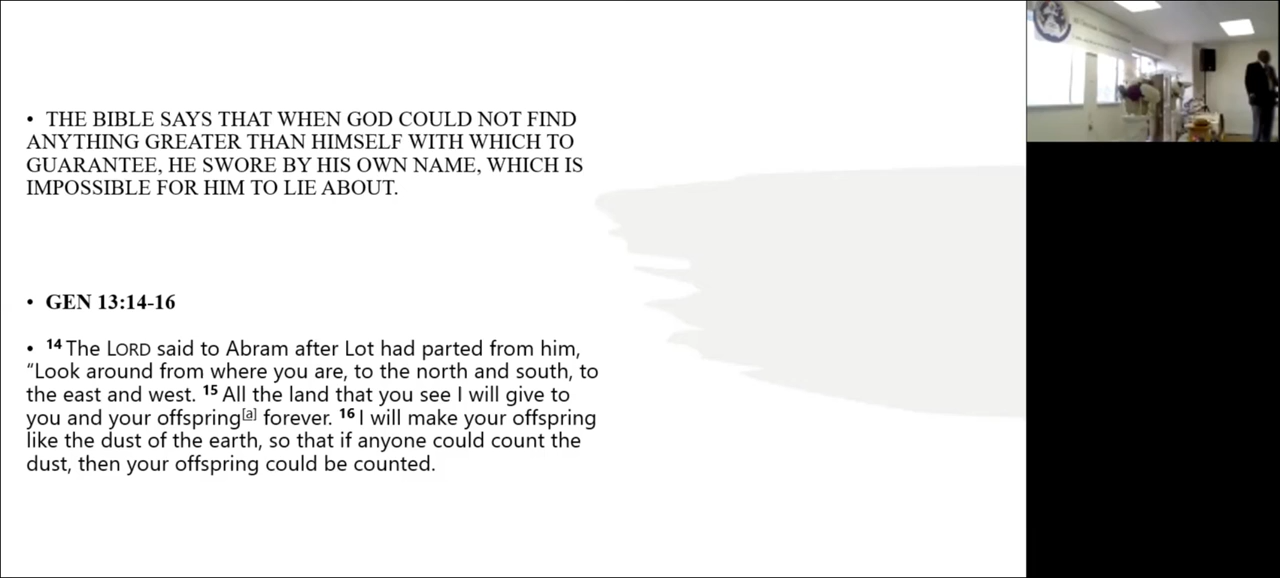 • THE BIBLE SAYS THAT WHEN GOD COULD NOT FIND
ANYTHING GREATER THAN HIMSELF WITH WHICH TO
GUARANTEE, HE SWORE BY HIS OWN NAME, WHICH IS
IMPOSSIBLE FOR HIM TO LIE ABOUT.
• GEN 13:14-16
• 14 The LORD said to Abram after Lot had parted from him,
“Look around from where you are, to the north and south, to
the east and west. 15 All the land that you see I will give to
you and your offspring[a] forever. 16 I will make your offspring
like the dust of the earth, so that if anyone could count the
dust, then your offspring could be counted.